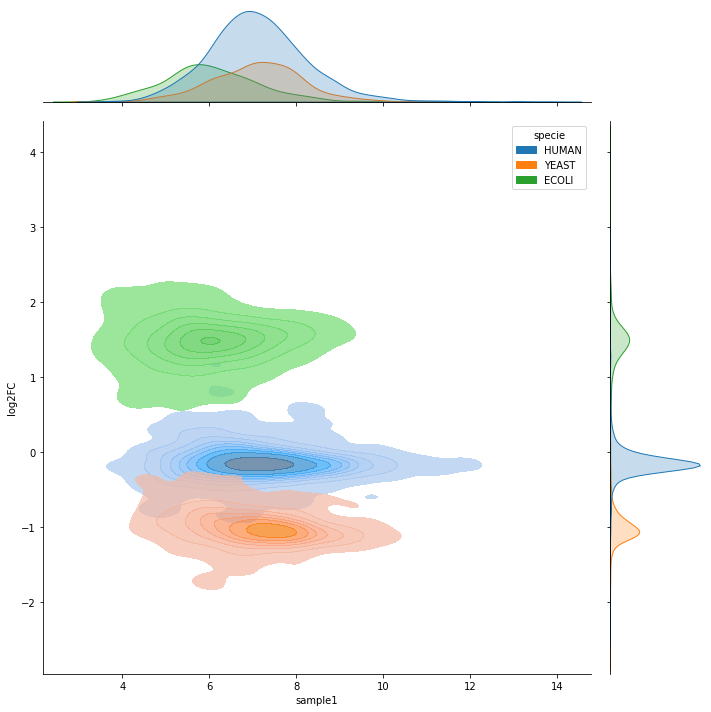 specie
HUMAN
YEAST
ECOLI
4
3
2
1
0
−1
−2
log2FC
4
6
8
10
12
14
sample1